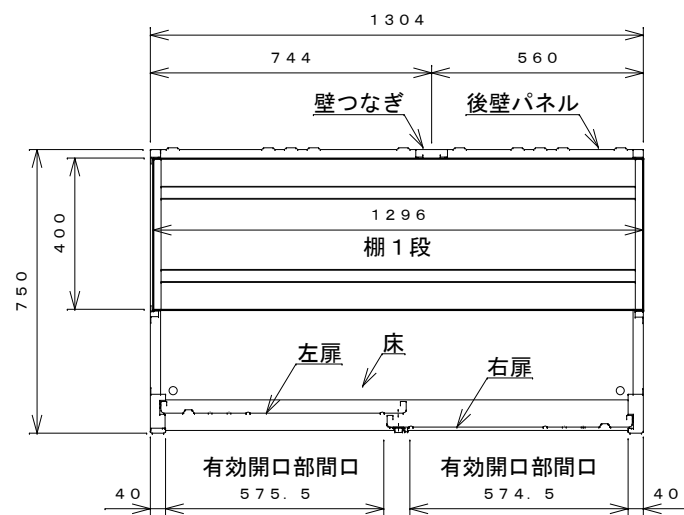 1304
744
560
壁つなぎ
後壁パネル
1296
棚1段
400
750
床
左扉
右扉
有効開口部間口
有効開口部間口
40
575.5
574.5
40